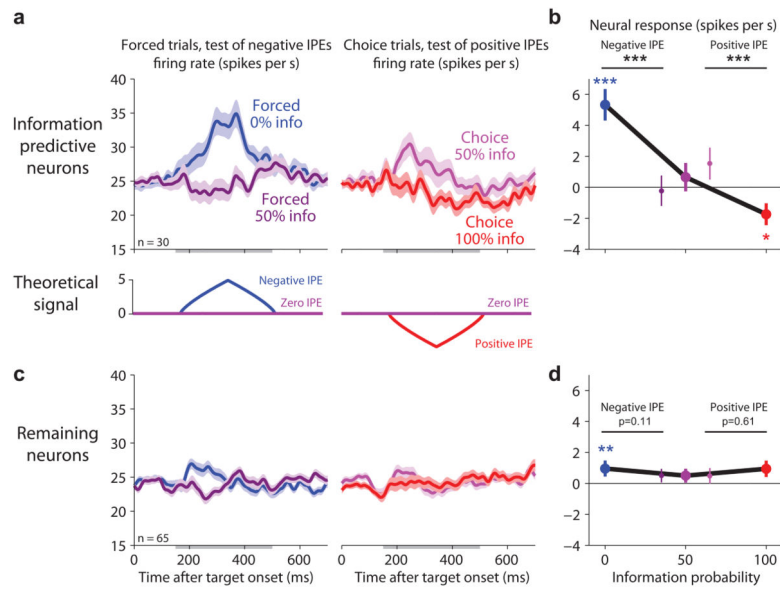 a
Forced trials, test of negative IPEs
firing rate (spikes per s)
Choice trials, test of positive IPEs
firing rate (spikes per s)
Information
predictive
neurons
40
35
30
25
20
15
Forced
0% info
Forced
50% info
n = 30
Choice
50% info
Choice
100% info
b
Neural response (spikes per s)
Negative IPE
***
Positive IPE
***
***
6
4
2
0
−2
−4
*
Theoretical
signal
5
0
Negative IPE
Zero IPE
Zero IPE
Positive IPE
c
Remaining
neurons
40
35
30
25
20
15
n = 65
0 200 400 600
Time after target onset (ms)
0 200 400 600
Time after target onset (ms)
d
Negative IPE
p=0.11
Positive IPE
p=0.61
**
6
4
2
0
−2
−4
0 50 100
Information probability